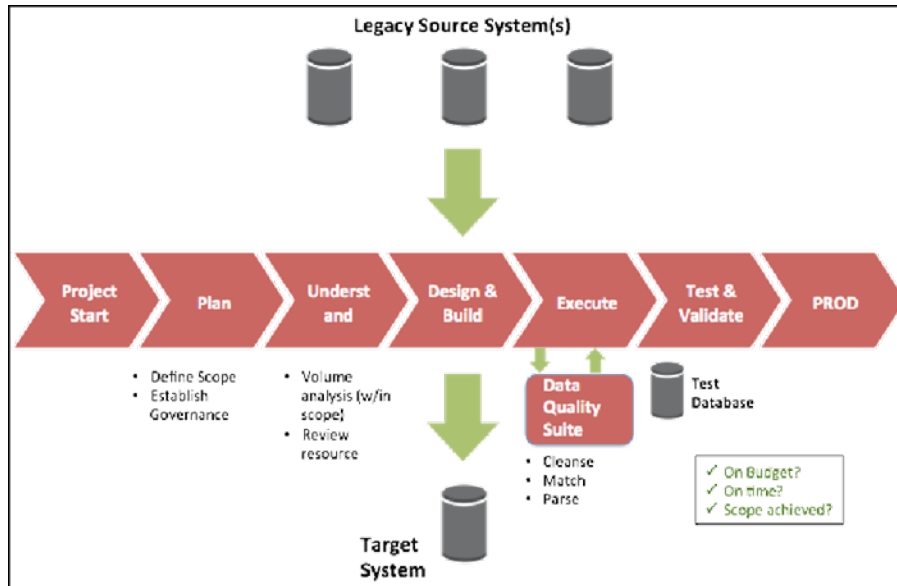 Legacy Source System(s)
Project
Start
Plan
Underst
and
Design &
Build
Execute
Test &
Validate
PROD
• Define Scope
• Establish
Governance
• Volume
analysis (w/in
scope)
• Review
resource
Data
Quality
Suite
• Cleanse
• Match
• Parse
Test
Database
✓ On Budget?
✓ On time?
✓ Scope achieved?
Target
System